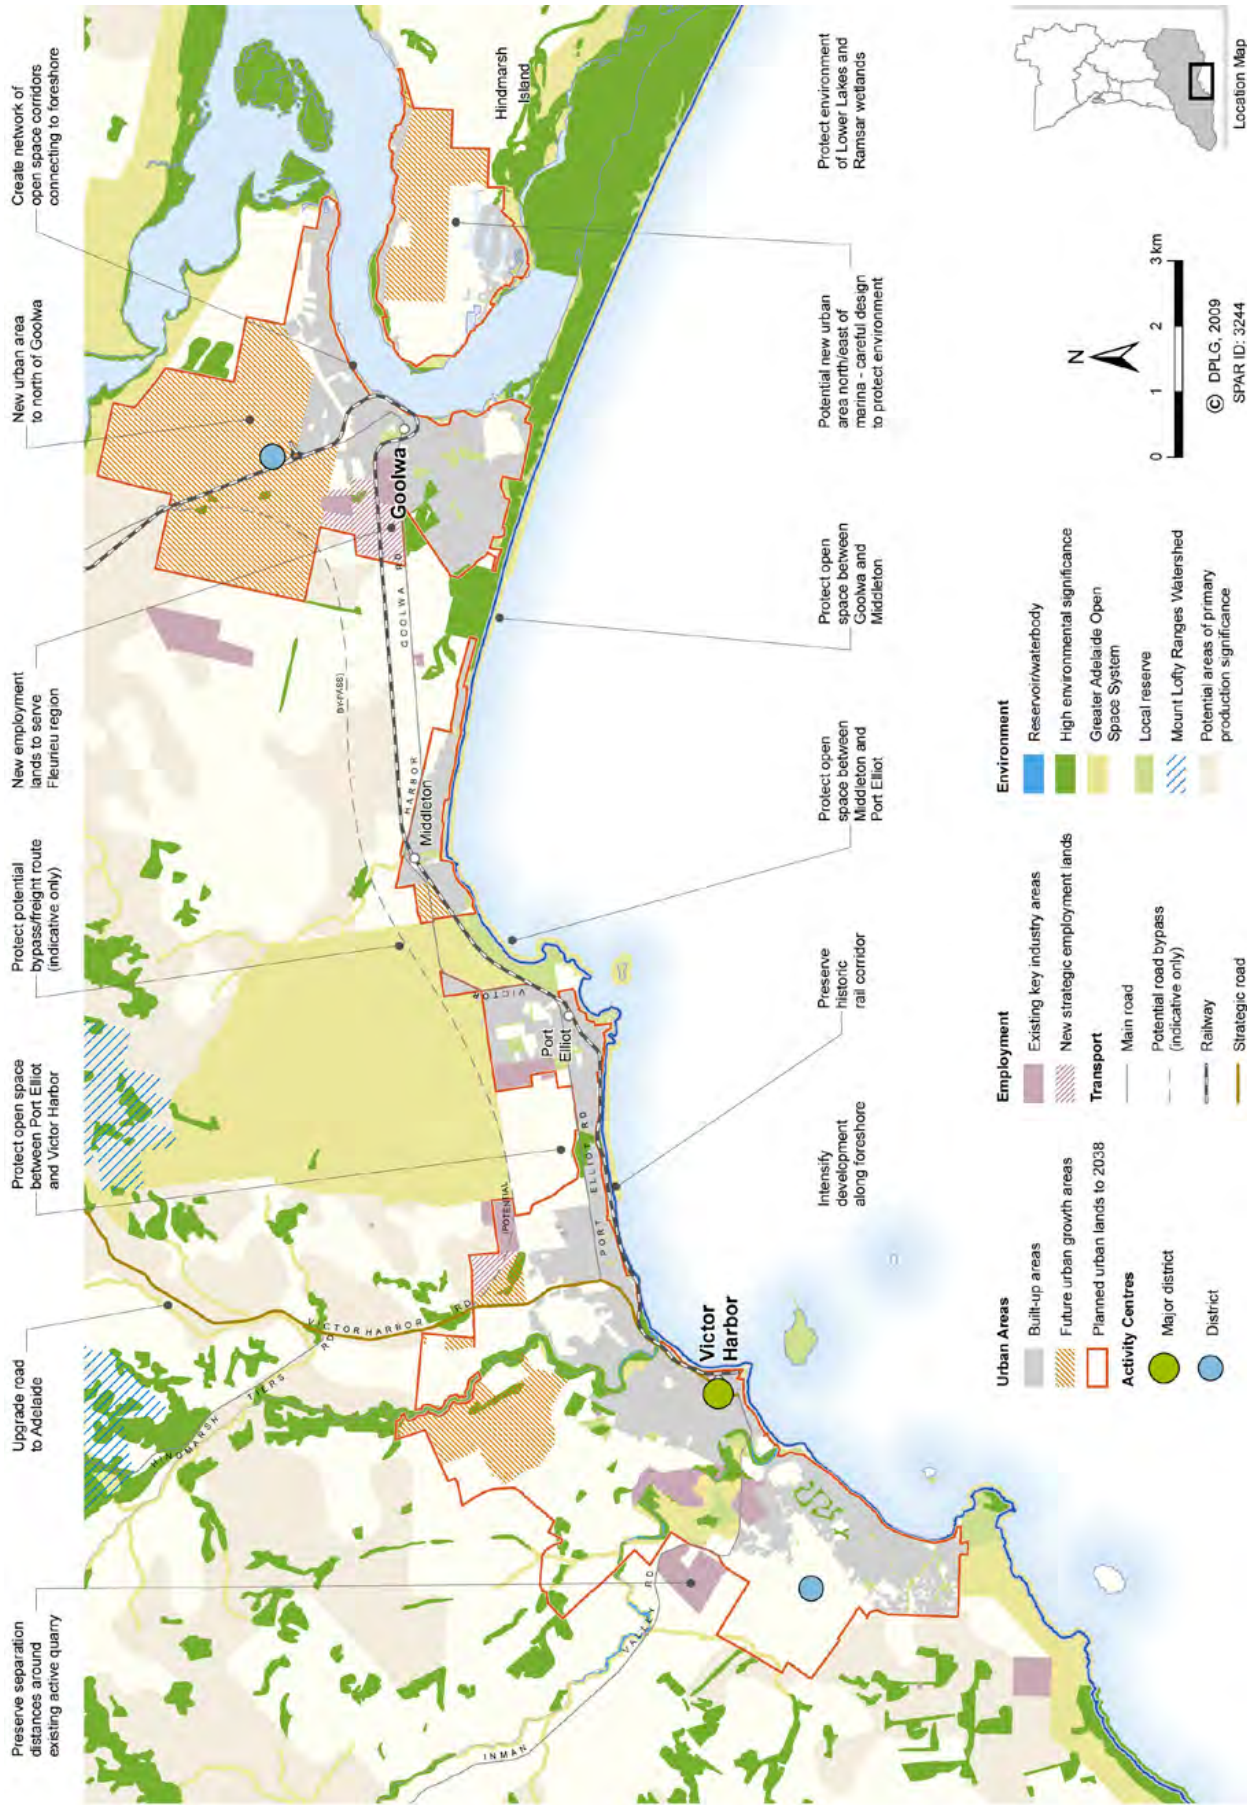 Preserve separation
distances around
existing active quarry
Upgrade road
to Adelaide
Protect open space
between Port Elliot
and Victor Harbor
Protect potential
bypass/freight route
(indicative only)
New employment
lands to serve
Fleurieu region
New urban area
to north of Goolwa
Create network of
open space corridors
connecting to foreshore
HINDMARSH TIERS RD
VICTOR HARBOR RD
INMAN VALLEY RD
(POTENTIAL
BY-PASS)
PORT ELLIOT RD
VICTOR
HARBOR
GOOLWA RD
Victor
Harbor
Port
Elliot
Middleton
Goolwa
Hindmarsh
Island
Intensify
development
along foreshore
Preserve
historic
rail corridor
Protect open
space between
Middleton and
Port Elliot
Protect open
space between
Goolwa and
Middleton
Potential new urban
area north/east of
marina - careful design
to protect environment
Protect environment
of Lower Lakes and
Ramsar wetlands
Urban Areas
Built-up areas
Future urban growth areas
Planned urban lands to 2038
Activity Centres
Major district
District
Employment
Existing key industry areas
New strategic employment lands
Transport
Main road
Potential road bypass
(indicative only)
Railway
Strategic road
Environment
Reservoir/waterbody
High environmental significance
Greater Adelaide Open
Space System
Local reserve
Mount Lofty Ranges Watershed
Potential areas of primary
production significance
N
0 1 2 3 km
© DPLG, 2009
SPAR ID: 3244
Location Map